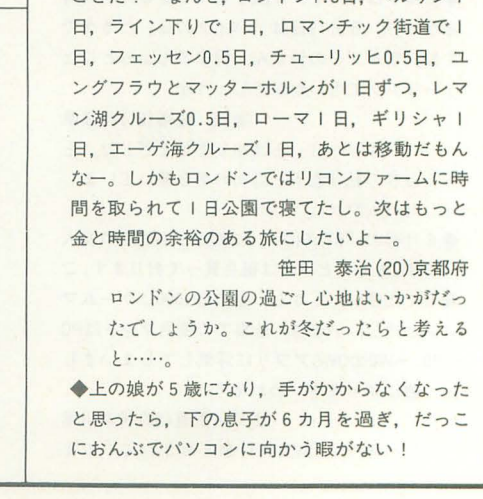 日，ライン下りで1日，ロマンチック街道で1
日，フェッセン0.5日，チューリッヒ0.5日，ユ
ングフラウとマッターホルンが1日ずつ，レマ
ン湖クルーズ0.5日，ローマ1日，ギリシャ1
日，エーゲ海クルーズ1日，あとは移動だもん
なー。しかもロンドンではリコンファームに時
間を取られて1日公園で寝てたし。次はもっと
金と時間の余裕のある旅にしたいよー。
笹田　泰治(20)京都府
ロンドンの公園の過ごし心地はいかがだっ
たでしょうか。これが冬だったらと考える
と……。
◆上の娘が5歳になり，手がかからなくなった
と思ったら，下の息子が6カ月を過ぎ，だっこ
におんぶでパソコンに向かう暇がない！